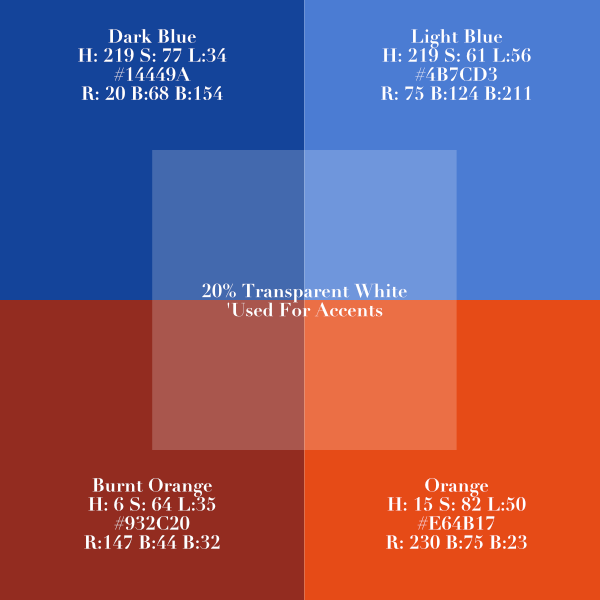 Dark Blue
H: 219 S: 77 L:34
#14449A
R: 20 B:68 B:154
Light Blue
H: 219 S: 61 L:56
#4B7CD3
R: 75 B:124 B:211
20% Transparent White
'Used For Accents
Burnt Orange
H: 6 S: 64 L:35
#932C20
R:147 B:44 B:32
Orange
H: 15 S: 82 L:50
#E64B17
R: 230 B:75 B:23